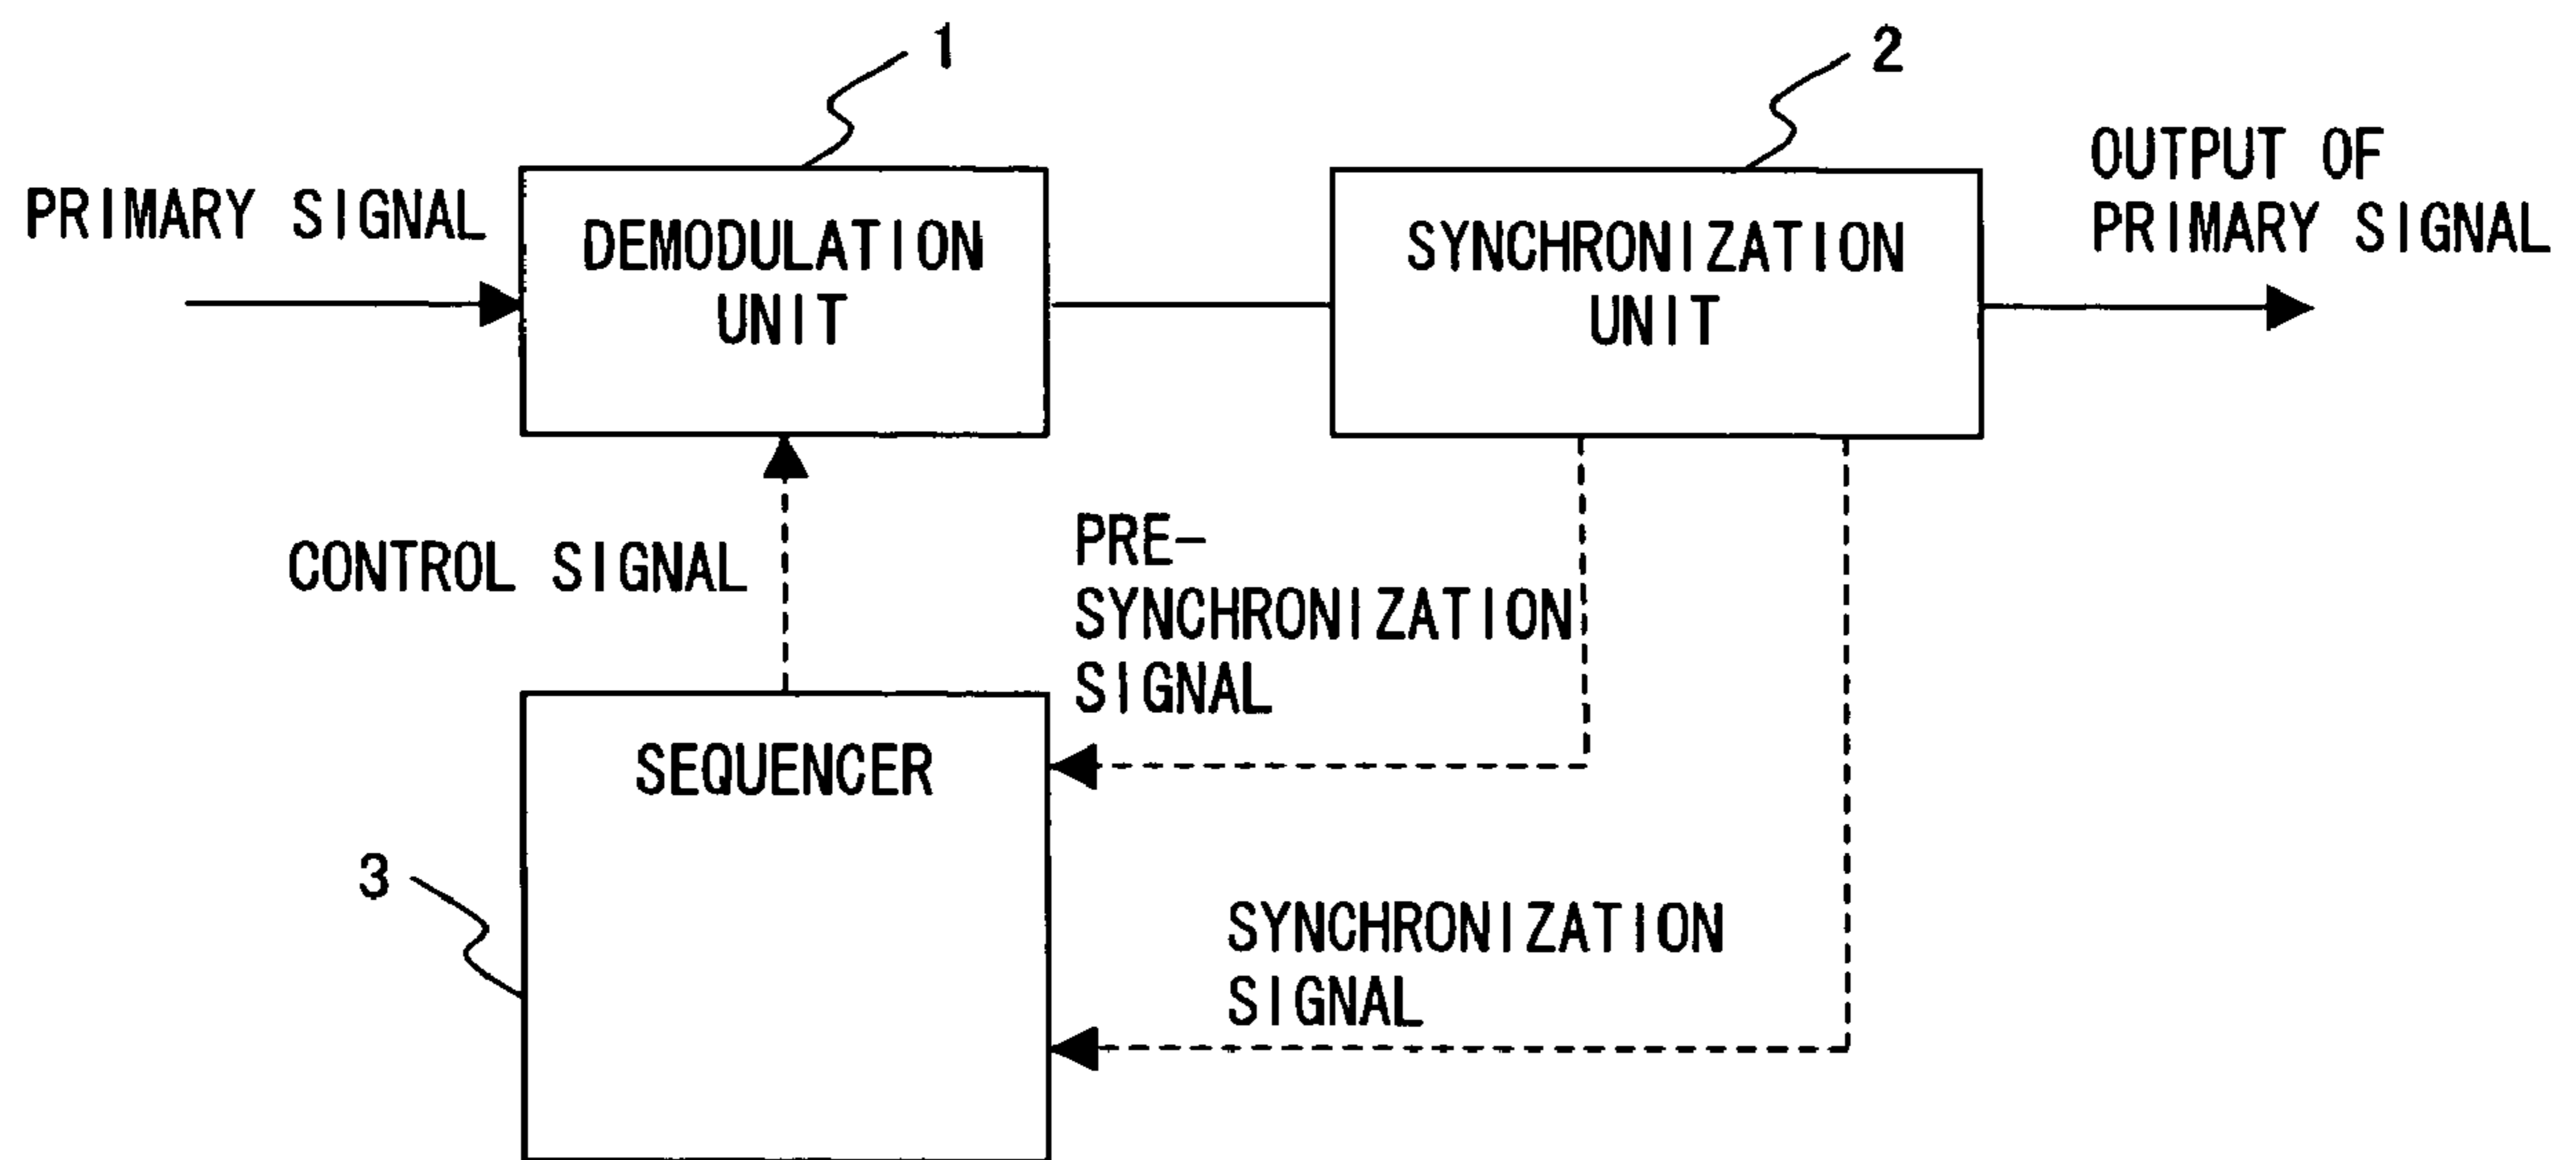 1
2
PRIMARY SIGNAL
DEMODULATION
UNIT
SYNCHRONIZATION
UNIT
OUTPUT OF
PRIMARY SIGNAL
CONTROL SIGNAL
PRE-
SYNCHRONIZATION
SIGNAL
SEQUENCER
3
SYNCHRONIZATION
SIGNAL